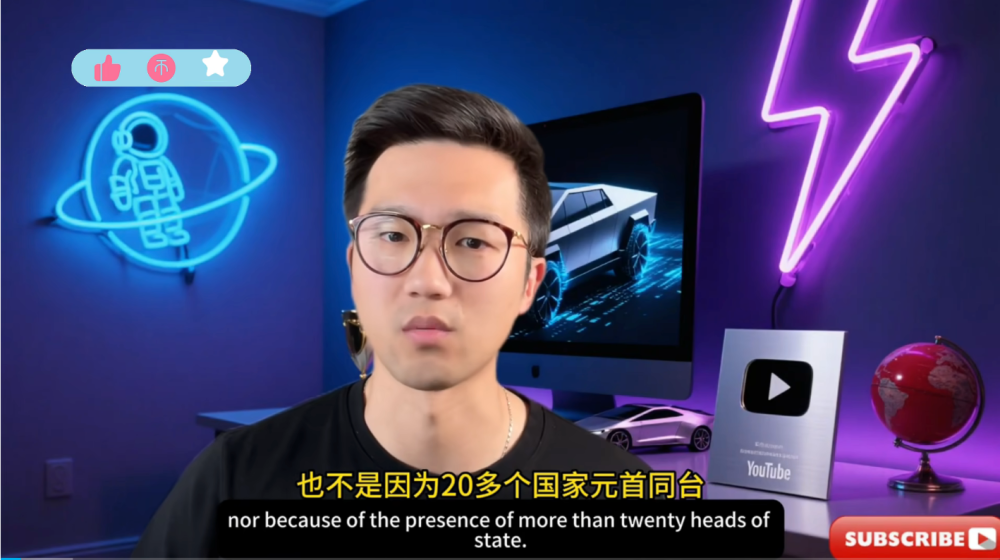 YouTube
也不是因为20多个国家元首同台
nor because of the presence of more than twenty heads of
state.
SUBSCRIBE